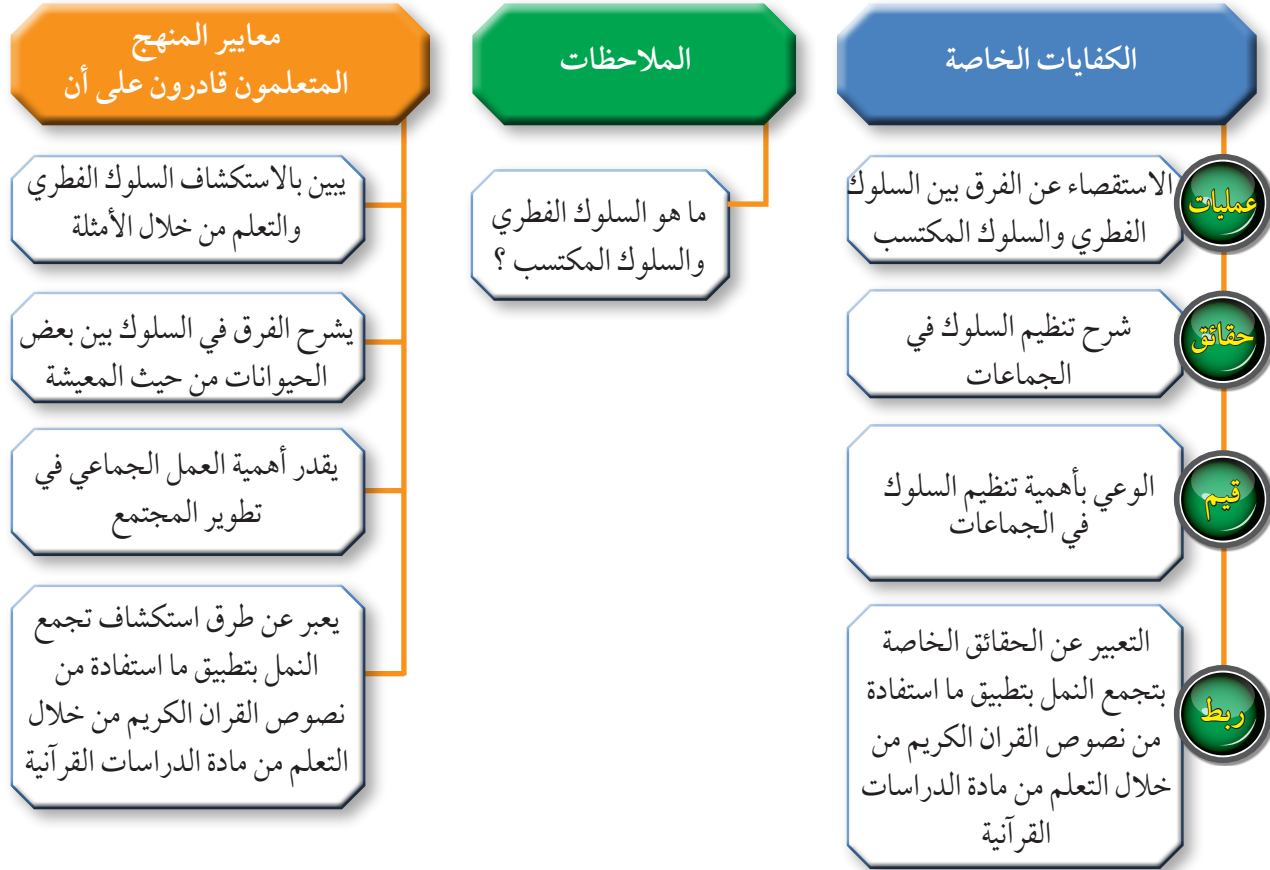 الكفايات الخاصة
عمليات
الاستقصاء عن الفرق بين السلوك
الفطري والسلوك المكتسب
حقائق
شرح تنظيم السلوك في
الجماعات
قيم
الوعي بأهمية تنظيم السلوك
في الجماعات
ربط
التعبير عن الحقائق الخاصة
بتجمع النمل بتطبيق ما استفادة
من نصوص القران الكريم من
خلال التعلم من مادة الدراسات
القرآنية
الملاحظات
ما هو السلوك الفطري
والسلوك المكتسب ؟
معايير المنهج
المتعلمون قادرون على أن
يبين بالاستكشاف السلوك الفطري
والتعلم من خلال الأمثلة
يشرح الفرق في السلوك بين بعض
الحيوانات من حيث المعيشة
يقدر أهمية العمل الجماعي في
تطوير المجتمع
يعبر عن طرق استكشاف تجمع
النمل بتطبيق ما استفادة من
نصوص القران الكريم من خلال
التعلم من مادة الدراسات القرآنية